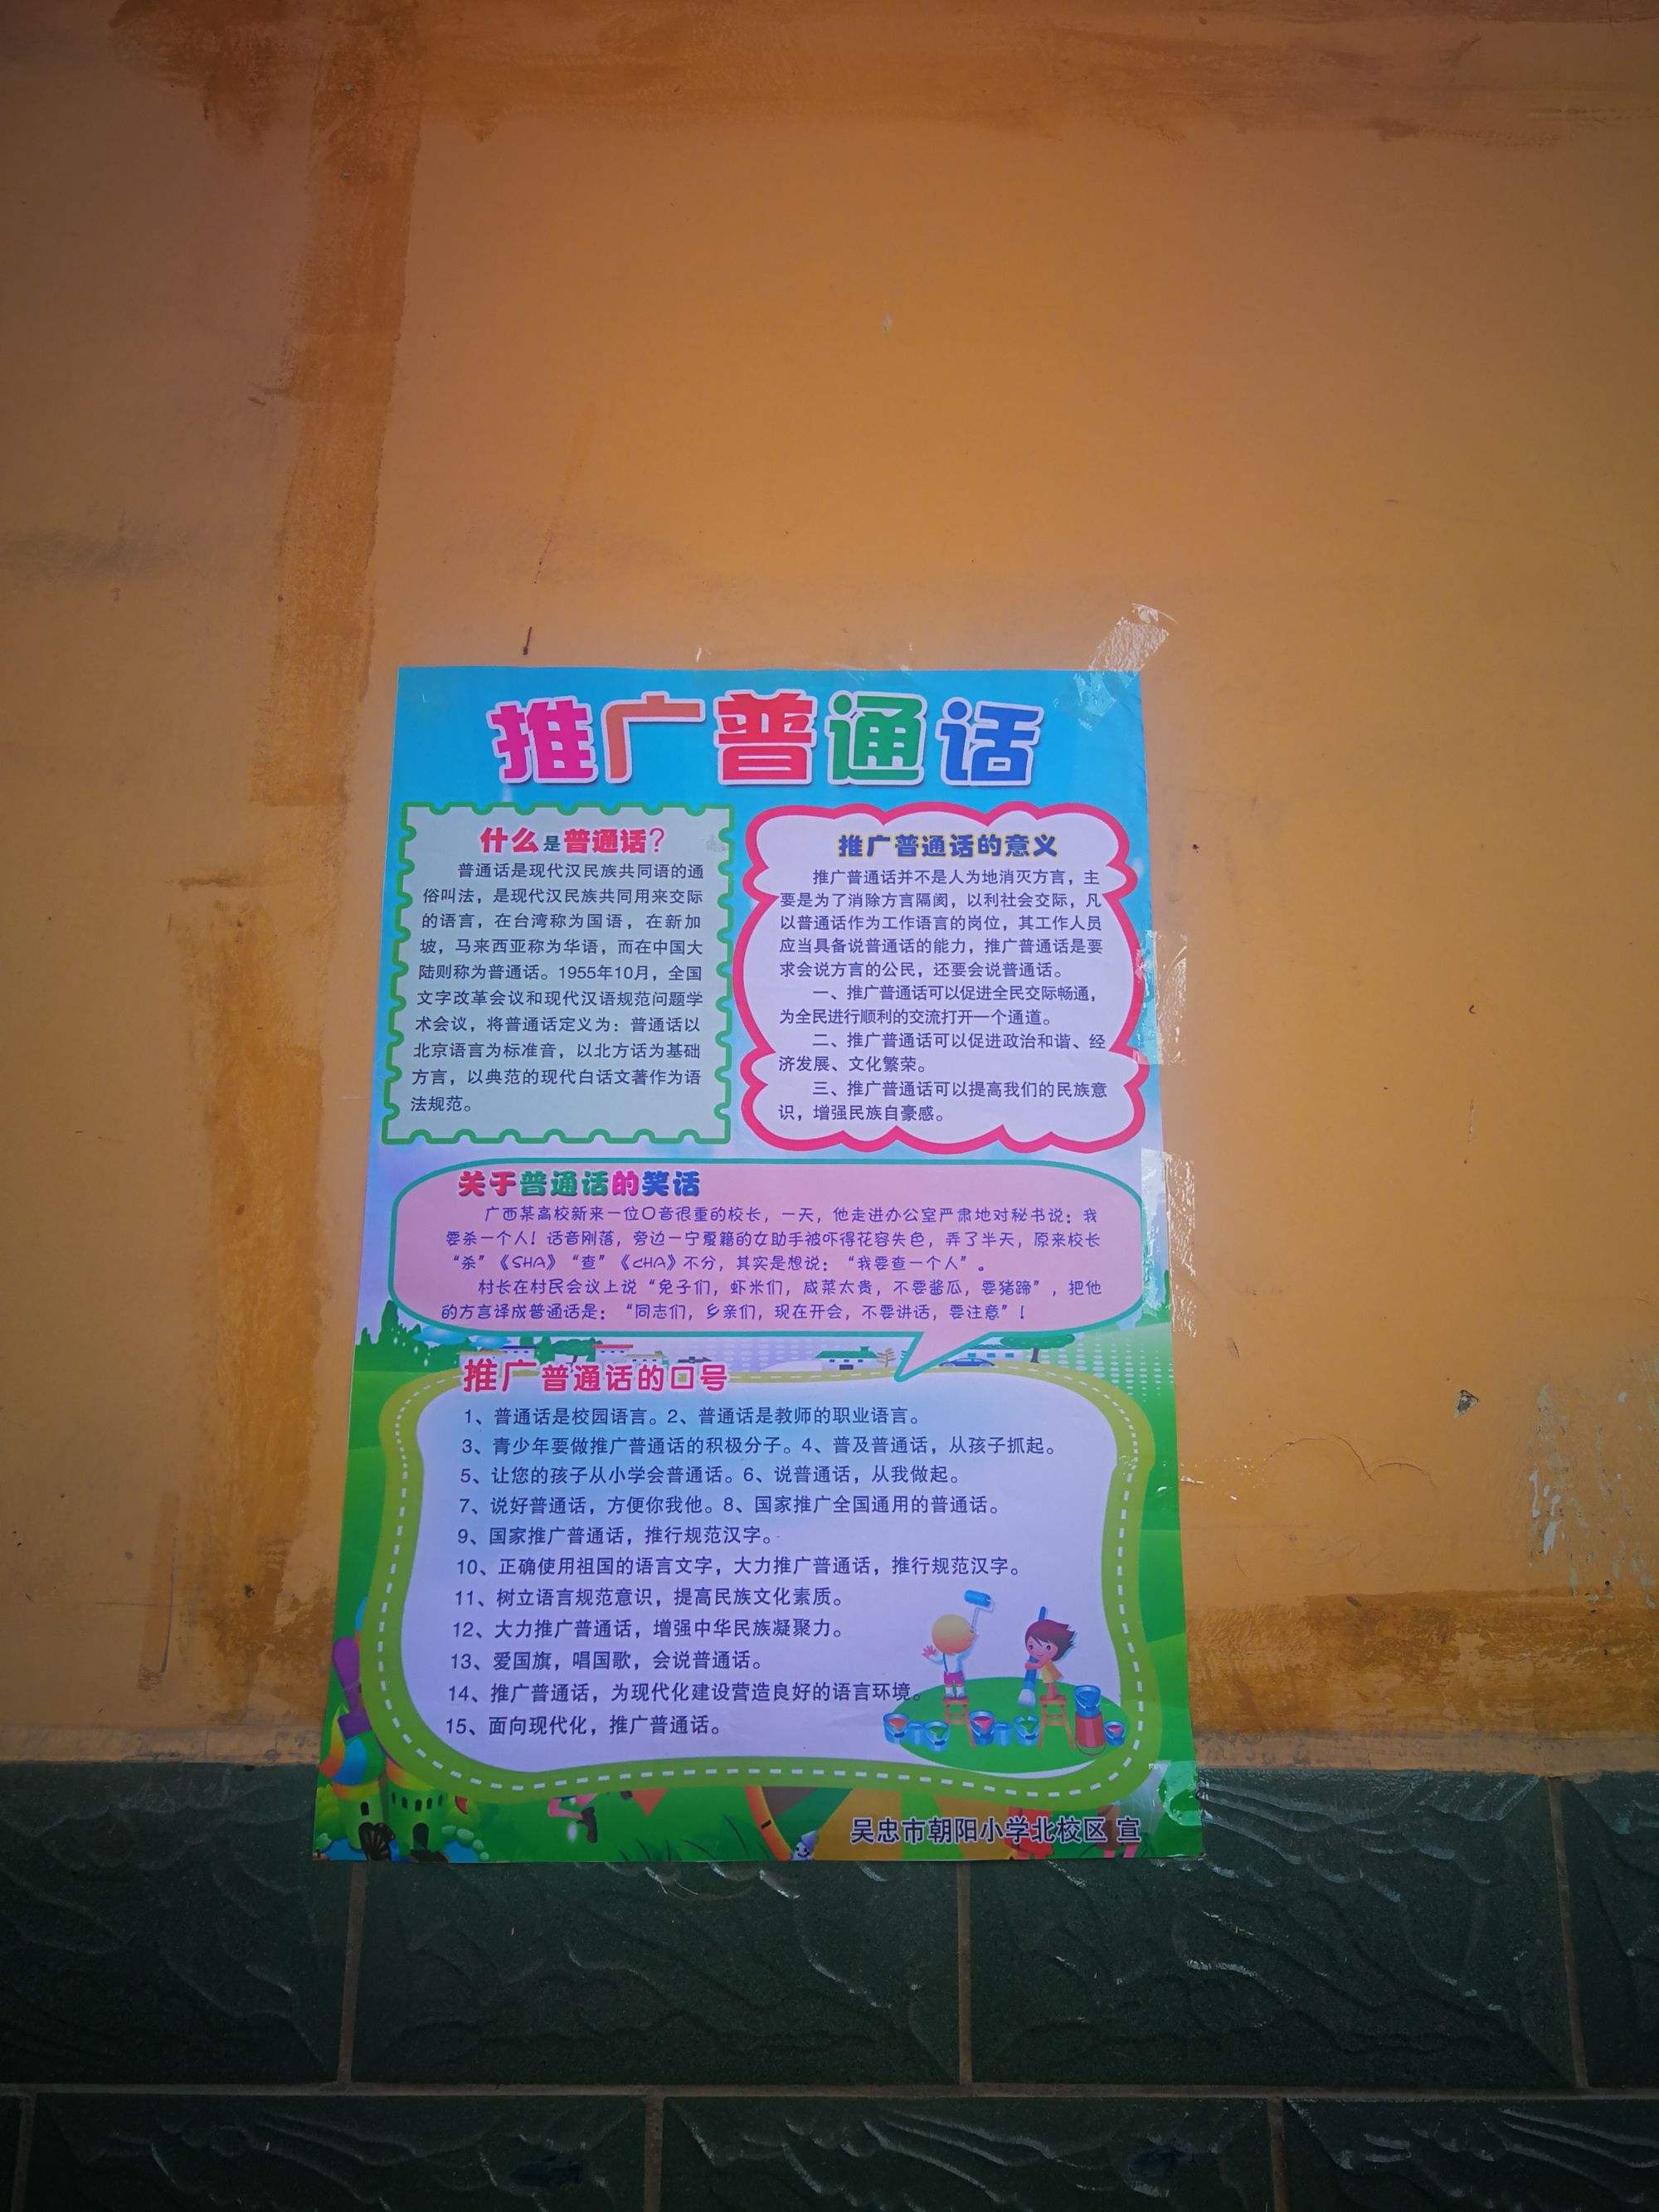 推广普通话
什么是普通话？
普通话是现代汉民族共同语的通
俗叫法，是现代汉民族共同用来交际
的语言，在台湾称为国语，在新加
坡，马来西亚称为华语，而在中国大
陆则称为普通话。1955年10月，全国
文字改革会议和现代汉语规范问题学
术会议，将普通话定义为：普通话以
北京语言为标准音，以北方话为基础
方言，以典范的现代白话文著作为语
法规范。
推广普通话的意义
推广普通话并不是人为地消灭方言，主
要是为了消除方言隔阂，以利社会交际，凡
以普通话作为工作语言的岗位，其工作人员
应当具备说普通话的能力，推广普通话是要
求会说方言的公民，还要会说普通话。
一、推广普通话可以促进全民交际畅通，
为全民进行顺利的交流打开一个通道。
二、推广普通话可以促进政治和谐、经
济发展、文化繁荣。
三、推广普通话可以提高我们的民族意
识，增强民族自豪感。
关于普通话的笑话
广西某高校新来一位口音很重的校长，一天，他走进办公室严肃地对秘书说：我
要杀一个人！话音刚落，旁边一宁夏籍的女助手被吓得花容失色，弄了半天，原来校长
“杀”《SHA》“查”《cHA》不分，其实是想说：“我要查一个人”。
村长在村民会议上说“兔子们，虾米们，咸菜太贵，不要酱瓜，要猪蹄”，把他
的方言译成普通话是：“同志们，乡亲们，现在开会，不要讲话，要注意”！
推广普通话的口号
1、普通话是校园语言。2、普通话是教师的职业语言。
3、青少年要做推广普通话的积极分子。4、普及普通话，从孩子抓起。
5、让您的孩子从小学会普通话。6、说普通话，从我做起。
7、说好普通话，方便你我他。8、国家推广全国通用的普通话。
9、国家推广普通话，推行规范汉字。
10、正确使用祖国的语言文字，大力推广普通话，推行规范汉字。
11、树立语言规范意识，提高民族文化素质。
12、大力推广普通话，增强中华民族凝聚力。
13、爱国旗，唱国歌，会说普通话。
14、推广普通话，为现代化建设营造良好的语言环境。
15、面向现代化，推广普通话。
吴忠市朝阳小学北校区 宣